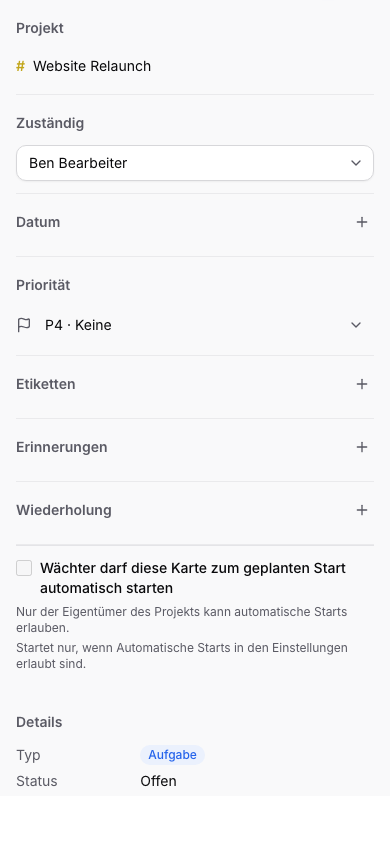 Projekt
# Website Relaunch
Zuständig
Ben Bearbeiter
Datum
Priorität
P4 · Keine
Etiketten
Erinnerungen
Wiederholung
Wächter darf diese Karte zum geplanten Start
automatisch starten
Nur der Eigentümer des Projekts kann automatische Starts
erlauben.
Startet nur, wenn Automatische Starts in den Einstellungen
erlaubt sind.
Details
Typ Aufgabe
Status Offen